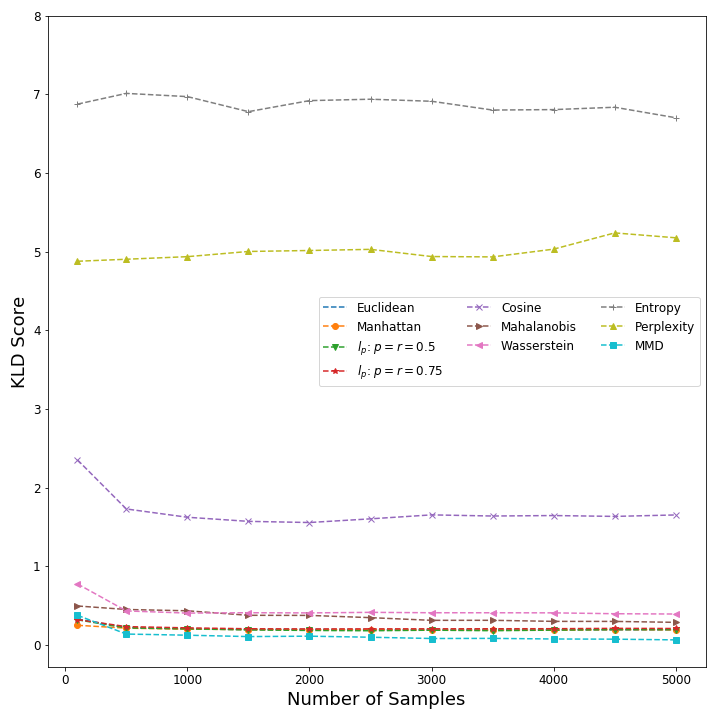 8
7
6
5
4
3
2
1
0
KLD Score
Euclidean
Manhattan
l_p: p = r = 0.5
l_p: p = r = 0.75
Cosine
Mahalanobis
Wasserstein
Entropy
Perplexity
MMD
0 1000 2000 3000 4000 5000
Number of Samples